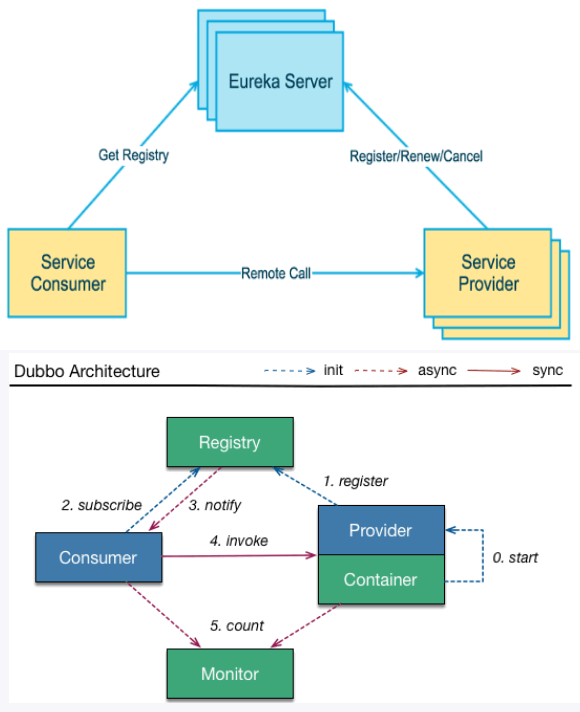 Eureka Server
Get Registry
Register/Renew/Cancel
Service
Consumer
Remote Call
Service
Provider
Dubbo Architecture
init
async
sync
Registry
1. register
2. subscribe
3. notify
Provider
4. invoke
Consumer
0. start
Container
5. count
Monitor